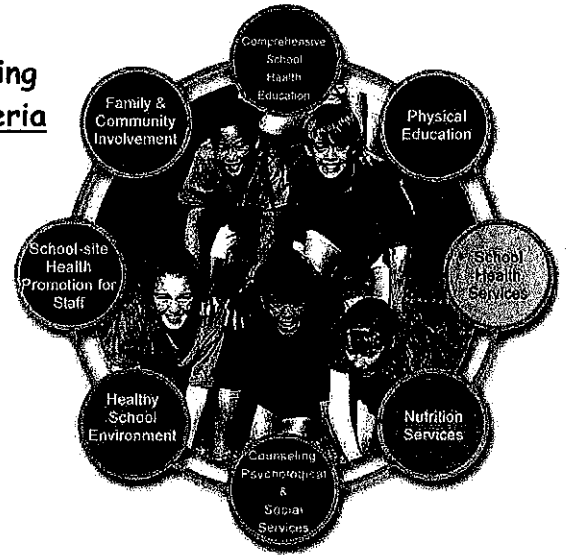 ing
eria
Comprehensive
School
Health
Education
Physical
Education
School
Health
Services
Nutrition
Services
Counseling
Psychological
&
Social
Services
Healthy
School
Environment
School-site
Health
Promotion for
Staff
Family &
Community
Involvement